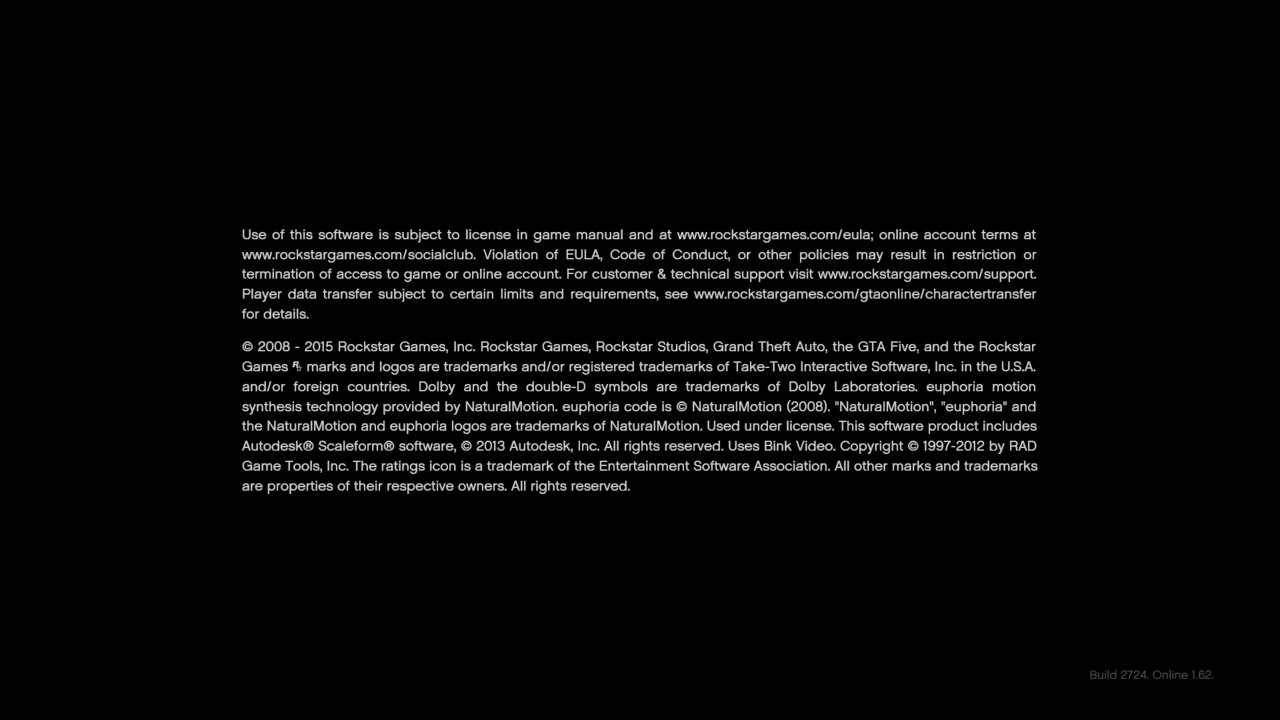 Use of this software is subject to license in game manual and at www.rockstargames.com/eula; online account terms at
www.rockstargames.com/socialclub. Violation of EULA, Code of Conduct, or other policies may result in restriction or
termination of access to game or online account. For customer & technical support visit www.rockstargames.com/support.
Player data transfer subject to certain limits and requirements, see www.rockstargames.com/gtaonline/charactertransfer
for details.
© 2008 - 2015 Rockstar Games, Inc. Rockstar Games, Rockstar Studios, Grand Theft Auto, the GTA Five, and the Rockstar
Games R* marks and logos are trademarks and/or registered trademarks of Take-Two Interactive Software, Inc. in the U.S.A.
and/or foreign countries. Dolby and the double-D symbols are trademarks of Dolby Laboratories. euphoria motion
synthesis technology provided by NaturalMotion. euphoria code is © NaturalMotion (2008). "NaturalMotion", "euphoria" and
the NaturalMotion and euphoria logos are trademarks of NaturalMotion. Used under license. This software product includes
Autodesk® Scaleform® software, © 2013 Autodesk, Inc. All rights reserved. Uses Bink Video. Copyright © 1997-2012 by RAD
Game Tools, Inc. The ratings icon is a trademark of the Entertainment Software Association. All other marks and trademarks
are properties of their respective owners. All rights reserved.
Build 2724. Online 1.62.